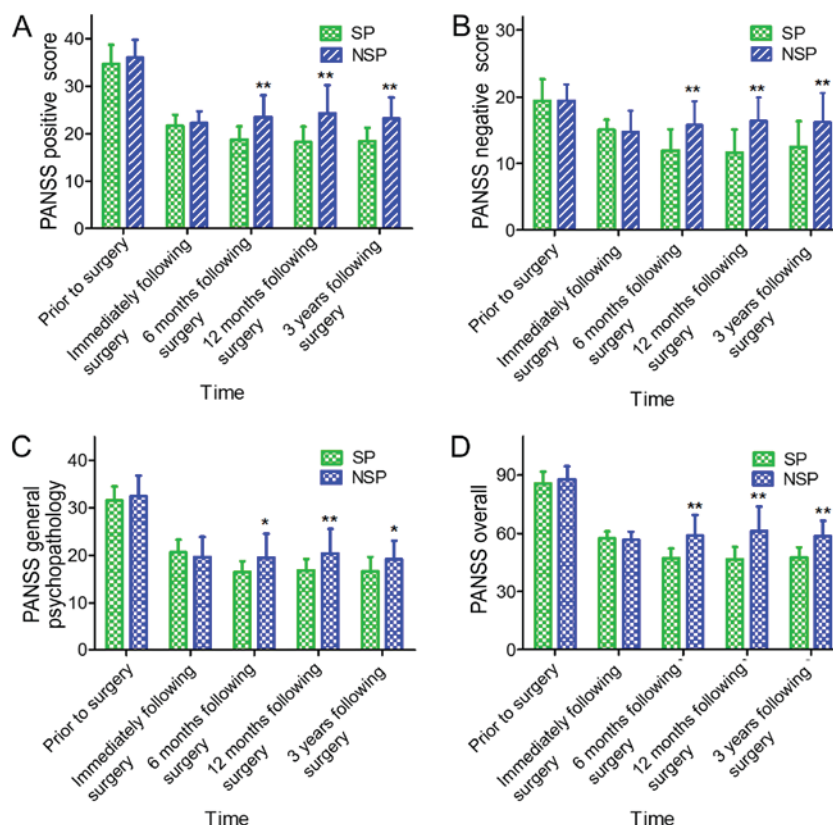 A
SP
NSP
PANSS positive score
40
30
20
10
0
**
**
**
Prior to surgery
Immediately following
surgery
6 months following
surgery
12 months following
surgery
3 years following
surgery
Time
B
SP
NSP
PANSS negative score
30
20
10
0
**
**
**
Prior to surgery
Immediately following
surgery
6 months following
surgery
12 months following
surgery
3 years following
surgery
Time
C
SP
NSP
PANSS general
psychopathology
40
30
20
10
0
*
**
*
Prior to surgery
Immediately following
surgery
6 months following
surgery
12 months following
surgery
3 years following
surgery
Time
D
SP
NSP
PANSS overall
90
60
30
0
**
**
**
Prior to surgery
Immediately following
surgery
6 months following
surgery
12 months following
surgery
3 years following
surgery
Time